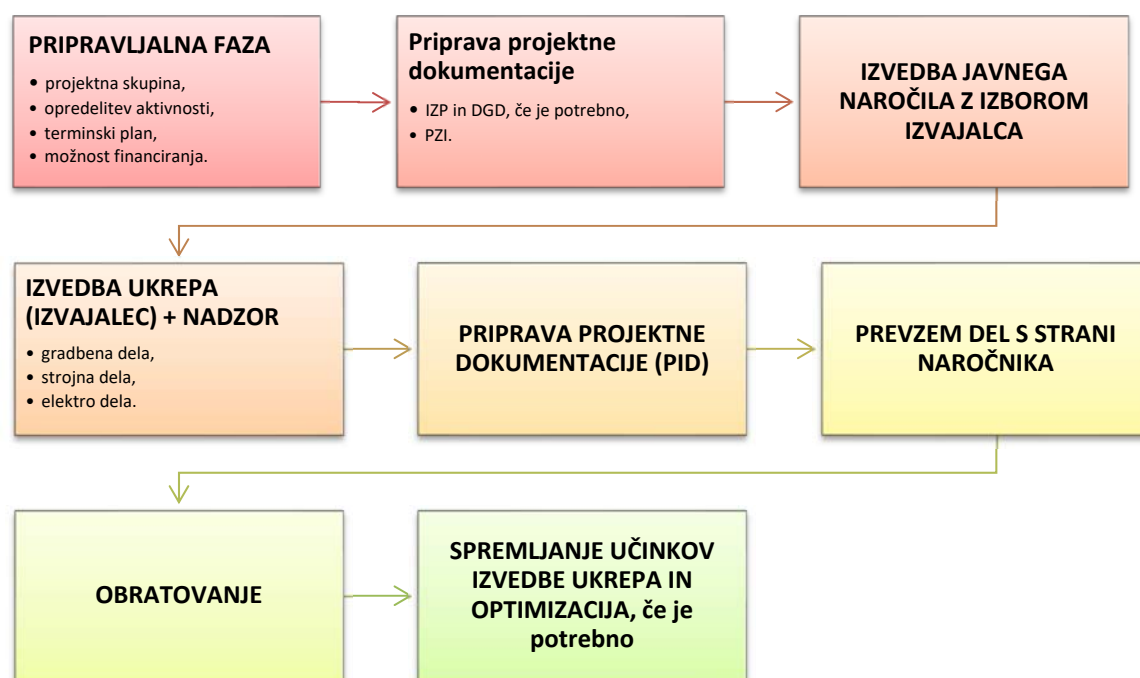 PRIPRAVLJALNA FAZA
• projektna skupina,
• opredelitev aktivnosti,
• terminski plan,
• možnost financiranja.
Priprava projektne
dokumentacije
• IZP in DGD, če je potrebno,
• PZI.
IZVEDBA JAVNEGA
NAROČILA Z IZBOROM
IZVAJALCA
IZVEDBA UKREPA
(IZVAJALEC) + NADZOR
• gradbena dela,
• strojna dela,
• elektro dela.
PRIPRAVA PROJEKTNE
DOKUMENTACIJE (PID)
PREVZEM DEL S STRANI
NAROČNIKA
OBRATOVANJE
SPREMLJANJE UČINKOV
IZVEDBE UKREPA IN
OPTIMIZACIJA, če je
potrebno